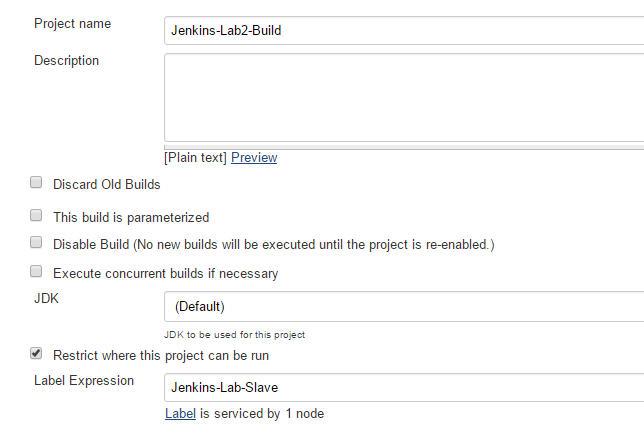 Project name
Jenkins-Lab2-Build
Description
[Plain text] Preview
Discard Old Builds
This build is parameterized
Disable Build (No new builds will be executed until the project is re-enabled.)
Execute concurrent builds if necessary
JDK
(Default)
JDK to be used for this project
Restrict where this project can be run
Label Expression
Jenkins-Lab-Slave
Label is serviced by 1 node